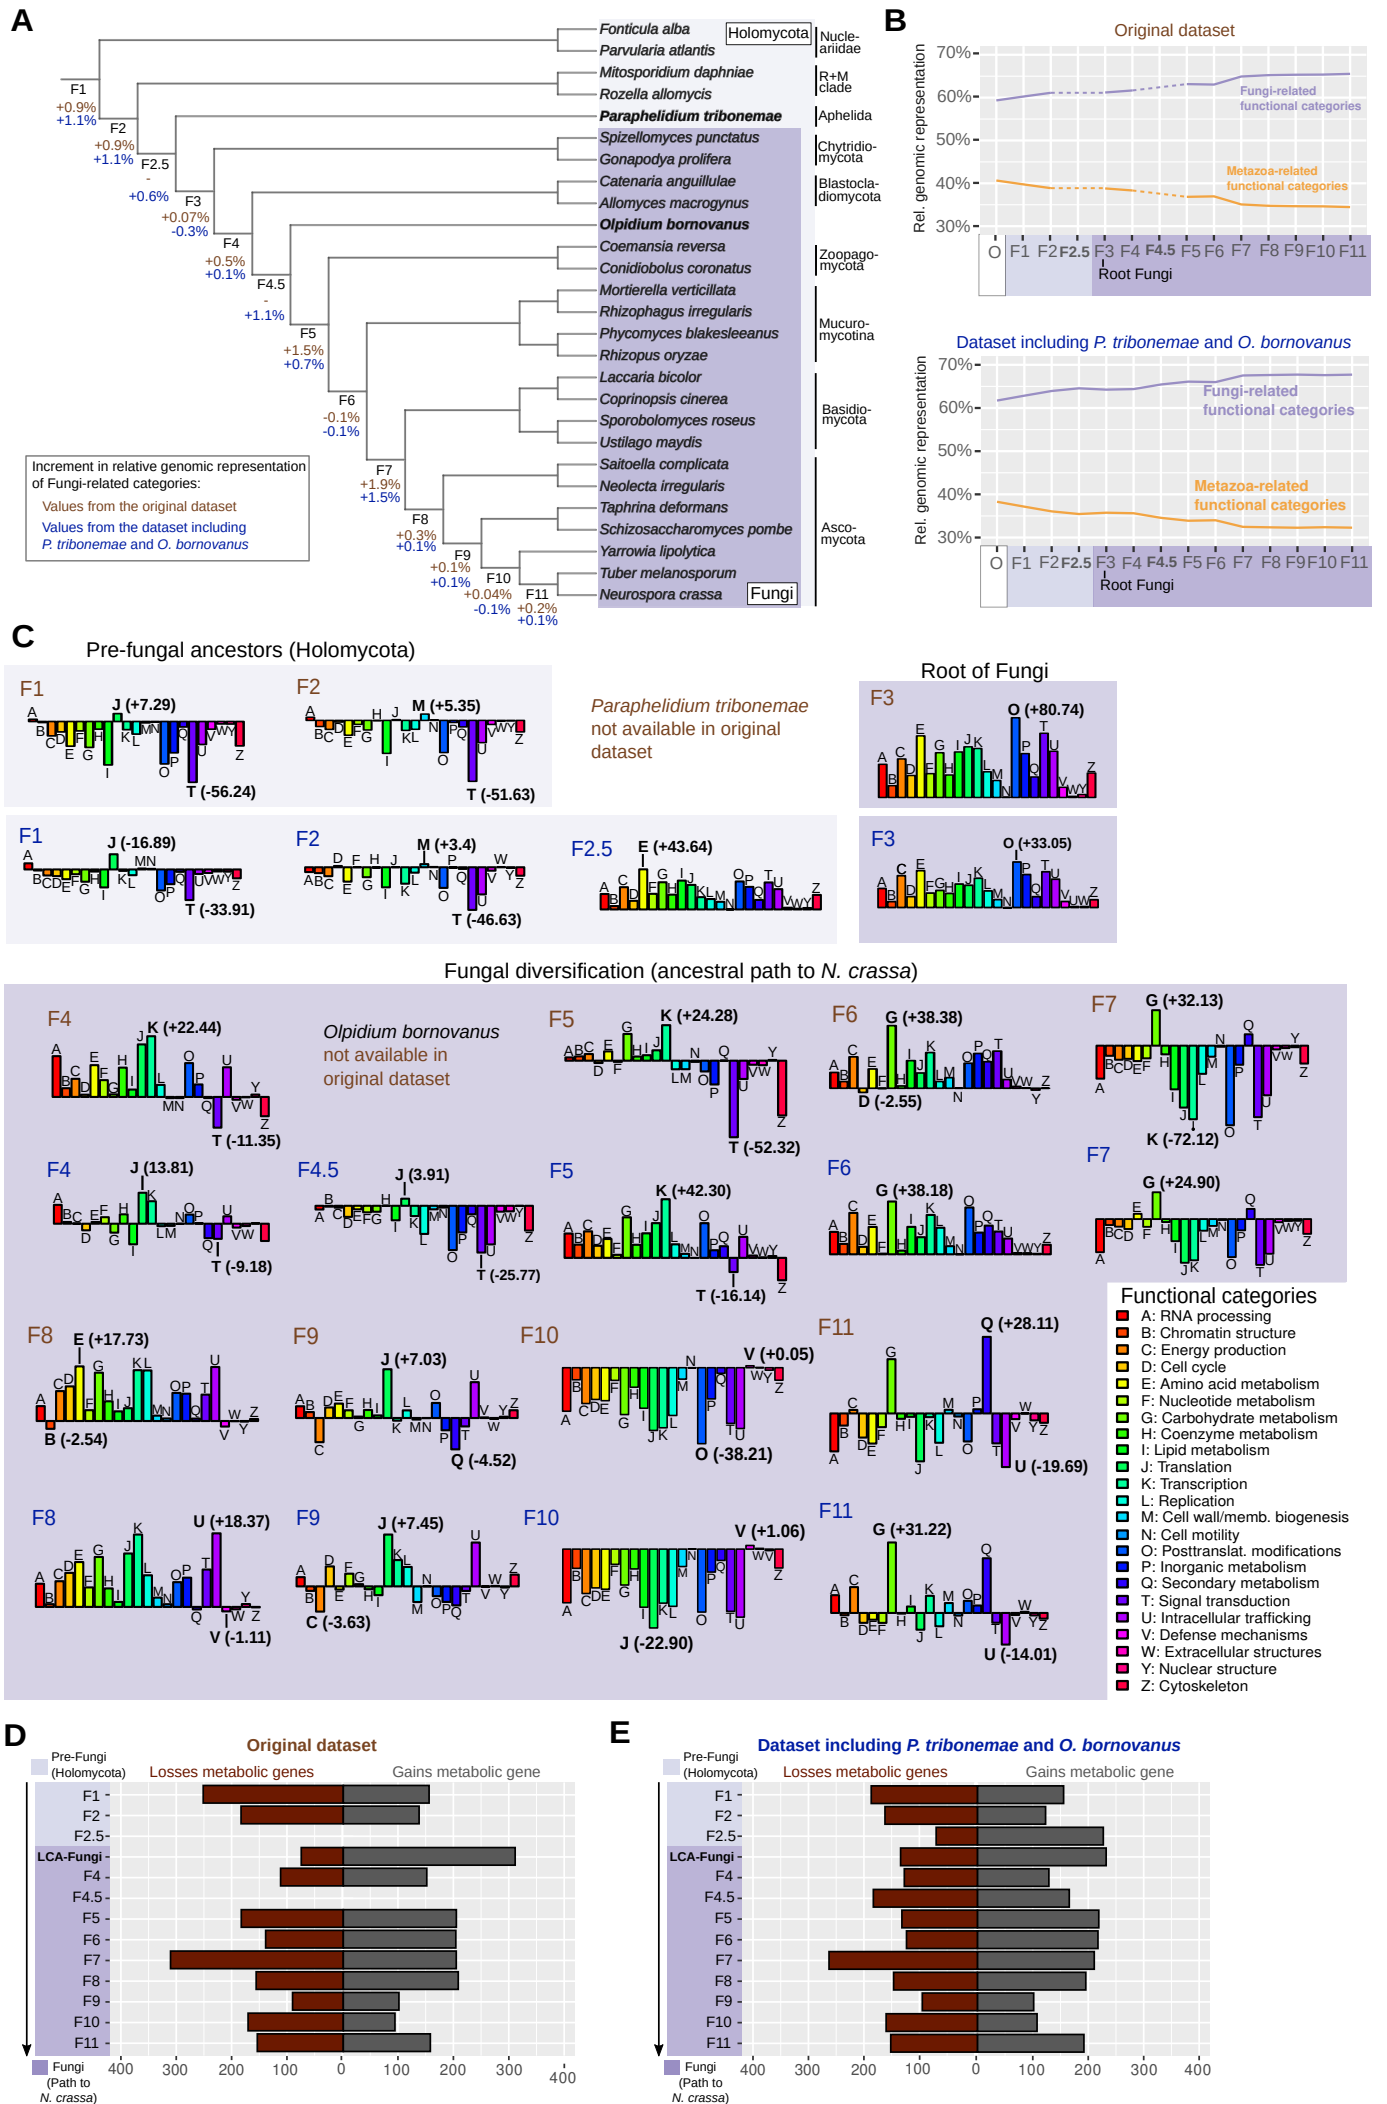 A
Fonticula alba
Holomycota
Parvularia atlantis
Nucle-
ariidae
Mitosporidium daphniae
Rozella allomycis
R+M
clade
Paraphelidium tribonemae
Aphelida
Spizellomyces punctatus
Gonapodya prolifera
Chytridio-
mycota
Catenaria anguillulae
Allomyces macrogynus
Blastocla-
diomycota
Olpidium bornovanus
Coemansia reversa
Conidiobolus coronatus
Zoopago-
mycota
Mortierella verticillata
Rhizophagus irregularis
Phycomyces blakesleeanus
Rhizopus oryzae
Mucuro-
mycotina
Laccaria bicolor
Coprinopsis cinerea
Sporobolomyces roseus
Ustilago maydis
Basidio-
mycota
Saitoella complicata
Neolecta irregularis
Taphrina deformans
Schizosaccharomyces pombe
Yarrowia lipolytica
Tuber melanosporum
Neurospora crassa
Fungi
Asco-
mycota
F1
+0.9%
+1.1%
F2
+0.9%
+1.1%
F2.5
-
+0.6%
F3
+0.07%
-0.3%
F4
+0.5%
+0.1%
F4.5
-
+1.1%
F5
+1.5%
+0.7%
F6
-0.1%
-0.1%
F7
+1.9%
+1.5%
F8
+0.3%
+0.1%
F9
+0.1%
+0.1%
F10
+0.04%
-0.1%
F11
+0.2%
+0.1%
Increment in relative genomic representation
of Fungi-related categories:
Values from the original dataset
Values from the dataset including
P. tribonemae and O. bornovanus
B
Original dataset
Rel. genomic representation
70%
60%
50%
40%
30%
Fungi-related
functional categories
Metazoa-related
functional categories
O F1 F2 F2.5 F3 F4 F4.5 F5 F6 F7 F8 F9 F10 F11
Root Fungi
Dataset including P. tribonemae and O. bornovanus
Rel. genomic representation
70%
60%
50%
40%
30%
Fungi-related
functional categories
Metazoa-related
functional categories
O F1 F2 F2.5 F3 F4 F4.5 F5 F6 F7 F8 F9 F10 F11
Root Fungi
C
Pre-fungal ancestors (Holomycota)
Root of Fungi
F1
J (+7.29)
T (-56.24)
F2
M (+5.35)
T (-51.63)
Paraphelidium tribonemae
not available in original
dataset
F3
O (+80.74)
F1
J (-16.89)
T (-33.91)
F2
M (+3.4)
T (-46.63)
F2.5
E (+43.64)
F3
O (+33.05)
Fungal diversification (ancestral path to N. crassa)
F4
K (+22.44)
T (-11.35)
Olpidium bornovanus
not available in
original dataset
F5
K (+24.28)
T (-52.32)
F6
G (+38.38)
D (-2.55)
F7
G (+32.13)
K (-72.12)
F4
J (13.81)
T (-9.18)
F4.5
J (3.91)
T (-25.77)
F5
K (+42.30)
T (-16.14)
F6
G (+38.18)
F7
G (+24.90)
F8
E (+17.73)
B (-2.54)
F9
J (+7.03)
Q (-4.52)
F10
V (+0.05)
O (-38.21)
F11
Q (+28.11)
U (-19.69)
F8
U (+18.37)
V (-1.11)
F9
J (+7.45)
C (-3.63)
F10
V (+1.06)
J (-22.90)
F11
G (+31.22)
U (-14.01)
Functional categories
A: RNA processing
B: Chromatin structure
C: Energy production
D: Cell cycle
E: Amino acid metabolism
F: Nucleotide metabolism
G: Carbohydrate metabolism
H: Coenzyme metabolism
I: Lipid metabolism
J: Translation
K: Transcription
L: Replication
M: Cell wall/memb. biogenesis
N: Cell motility
O: Posttranslat. modifications
P: Inorganic metabolism
Q: Secondary metabolism
T: Signal transduction
U: Intracellular trafficking
V: Defense mechanisms
W: Extracellular structures
Y: Nuclear structure
Z: Cytoskeleton
D
Original dataset
Pre-Fungi
(Holomycota)
Losses metabolic genes
Gains metabolic gene
F1
F2
F2.5
LCA-Fungi
F4
F4.5
F5
F6
F7
F8
F9
F10
F11
400 300 200 100 0 100 200 300 400
Fungi
(Path to
N. crassa)
E
Dataset including P. tribonemae and O. bornovanus
Pre-Fungi
(Holomycota)
Losses metabolic genes
Gains metabolic gene
F1
F2
F2.5
LCA-Fungi
F4
F4.5
F5
F6
F7
F8
F9
F10
F11
400 300 200 100 0 100 200 300 400
Fungi
(Path to
N. crassa)